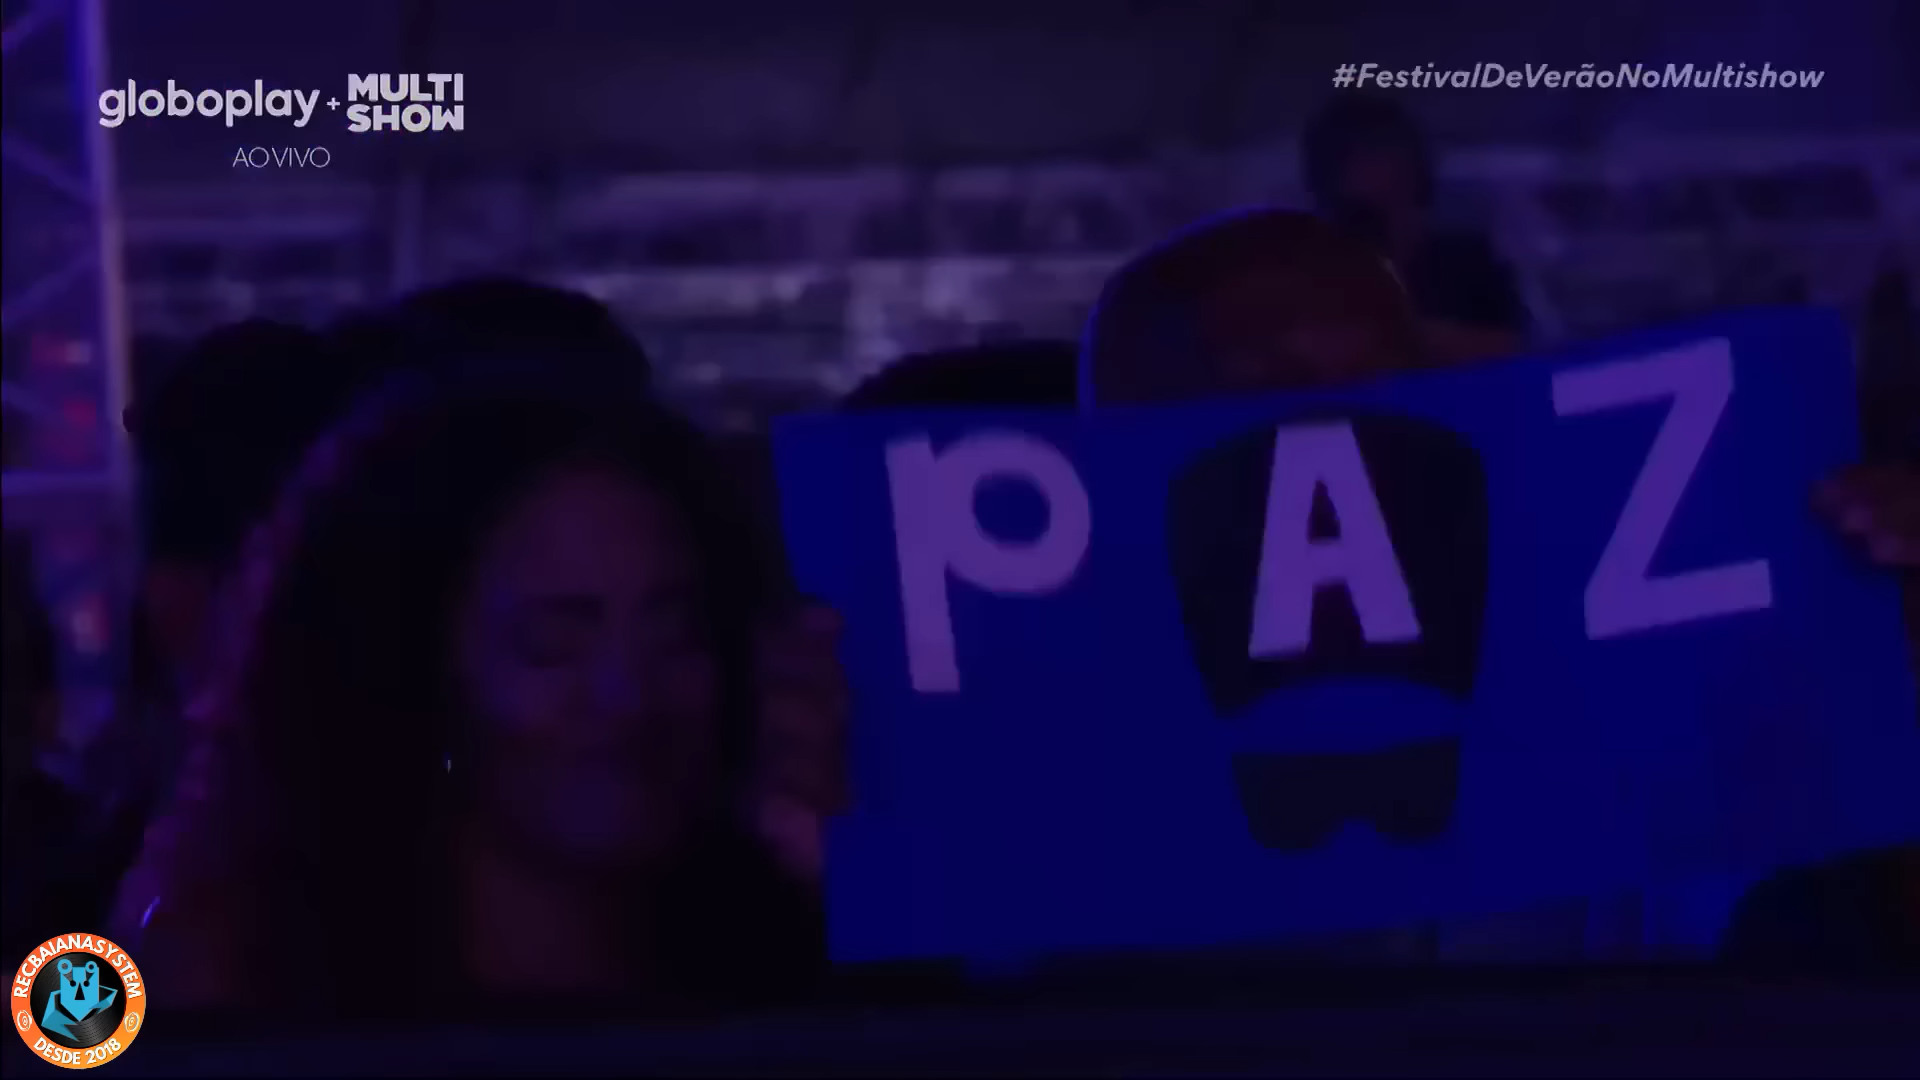 globoplay + MULTI SHOW
AO VIVO
#FestivalDeVerãoNoMultishow
PAZ
RECBAIANASYSTEM
DESDE 2018